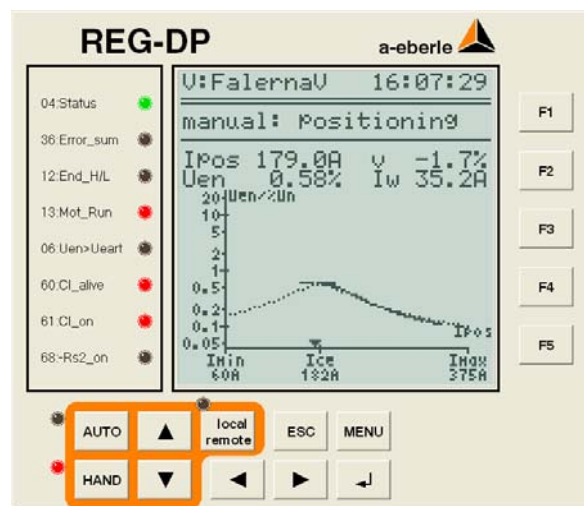 REG-DP
a-eberle
04:Status
36:Error_sum
12:End_H/L
13:Mot_Run
06:Uen>Ueart
60:CI_alive
61:CI_on
68:-Rs2_on
V:FalernaV 16:07:29
manual: Positioning
IPos 179.0A v -1.7%
Uen 0.58% Iw 35.2A
Uen/%Un
20
10
5
2
1
0.5
0.2
0.1
0.05
IPos
Imin Ice Imax
60A 182A 375A
F1
F2
F3
F4
F5
AUTO ▲ local remote ESC MENU
HAND ▼ ◄ ► ↵